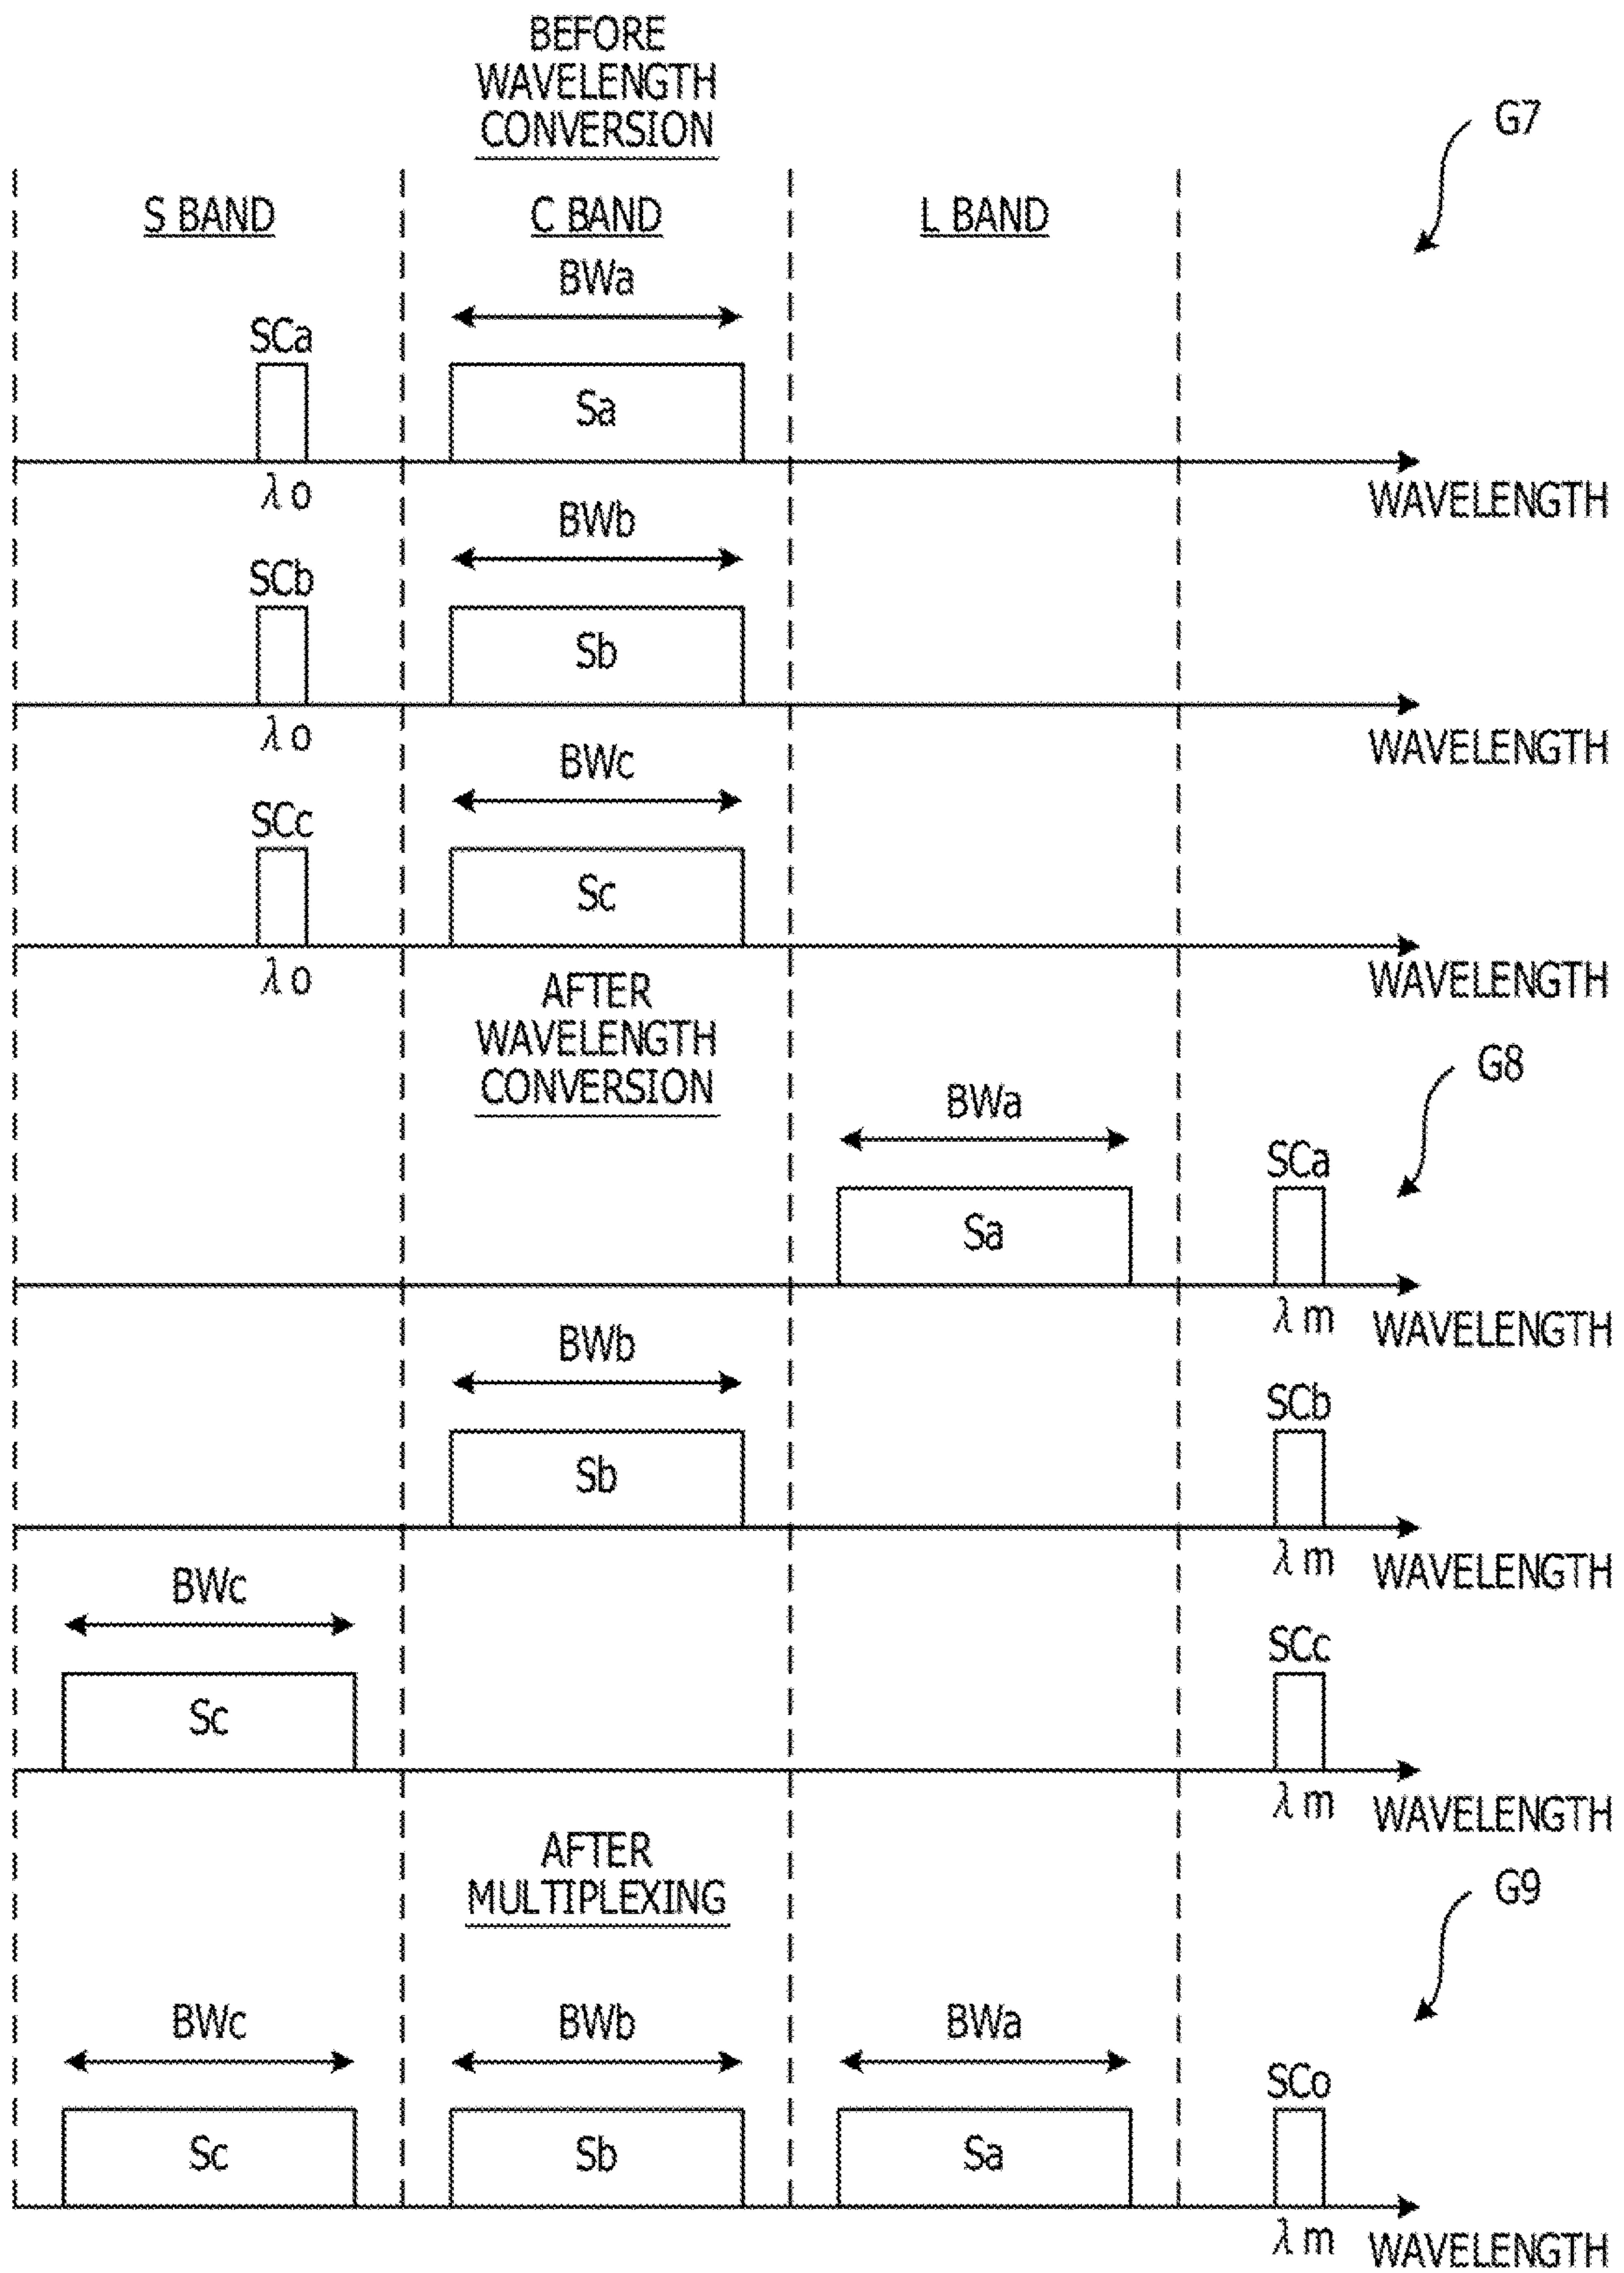 BEFORE
WAVELENGTH
CONVERSION
G7
S BAND
C BAND
L BAND
BWa
SCa
Sa
λo
WAVELENGTH
BWb
SCb
Sb
λo
WAVELENGTH
BWc
SCc
Sc
λo
WAVELENGTH
AFTER
WAVELENGTH
CONVERSION
G8
BWa
SCa
Sa
λm
WAVELENGTH
BWb
SCb
Sb
λm
WAVELENGTH
BWc
SCc
Sc
λm
WAVELENGTH
AFTER
MULTIPLEXING
G9
BWc
BWb
BWa
SCo
Sc
Sb
Sa
λm
WAVELENGTH